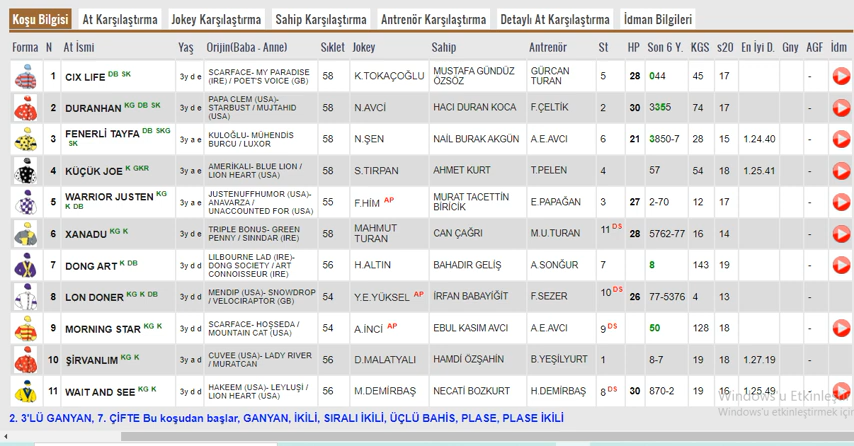 Koşu Bilgisi At Karşılaştırma Jokey Karşılaştırma Sahip Karşılaştırma Antrenör Karşılaştırma Detaylı At Karşılaştırma İdman Bilgileri
Forma N At İsmi Yaş Orijin(Baba - Anne) Sıklet Jokey Sahip Antrenör St HP Son 6 Y. KGS s20 En İyi D. Gny AGF İdm
1 CIX LIFE DB SK 3y d e SCARFACE- MY PARADISE (IRE) / POET'S VOICE (GB) 58 K.TOKAÇOĞLU MUSTAFA GÜNDÜZ ÖZSÖZ GÜRCAN TURAN 5 28 044 45 17 -
2 DURANHAN KG DB SK 3y d e PAPA CLEM (USA)- STARBUST / MUJTAHID (USA) 58 N.AVCİ HACI DURAN KOCA F.ÇELTİK 2 30 3355 74 17 -
3 FENERLİ TAYFA DB SKG SK 3y a e KULOĞLU- MÜHENDİS BURCU / LUXOR 58 N.ŞEN NAİL BURAK AKGÜN A.E.AVCI 6 21 3850-7 28 15 1.24.40 -
4 KÜÇÜK JOE K GKR 3y a e AMERIKALI- BLUE LION / LION HEART (USA) 58 S.TIRPAN AHMET KURT T.PELEN 4 57 54 18 1.25.41 -
5 WARRIOR JUSTEN KG K DB 3y a e JUSTENUFFHUMOR (USA)- ANAVARZA / UNACCOUNTED FOR (USA) 55 F.HİM AP MURAT TACETTİN BİRİCİK E.PAPAĞAN 3 27 2-70 12 17 -
6 XANADU KG K 3y d e TRIPLE BONUS- GREEN PENNY / SINNDAR (IRE) 58 MAHMUT TURAN CAN ÇAĞRI M.U.TURAN 11 DS 28 5762-77 16 14 -
7 DONG ART K DB 3y d d LILBOURNE LAD (IRE)- DONG SOCIETY / ART CONNOISSEUR (IRE) 56 H.ALTIN BAHADIR GELİŞ A.SONĞUR 7 8 143 19 -
8 LON DONER KG K DB 3y d d MENDIP (USA)- SNOWDROP / VELOCIRAPTOR (GB) 54 Y.E.YÜKSEL AP İRFAN BABAYİĞİT F.SEZER 10 DS 26 77-5376 4 13 -
9 MORNING STAR KG K 3y d d SCARFACE- HOŞSEDA / MOUNTAIN CAT (USA) 54 A.İNCİ AP EBUL KASIM AVCI A.E.AVCI 9 DS 50 128 18 -
10 ŞİRVANLIM KG K 3y a d CUVEE (USA)- LADY RIVER / MURATCAN 56 D.MALATYALI HAMDİ ÖZŞAHİN B.YEŞİLYURT 1 8-7 19 18 1.27.19 -
11 WAIT AND SEE KG K 3y d d HAKEEM (USA)- LEYLUŞİ / LION HEART (USA) 56 M.DEMİRBAŞ NECATİ BOZKURT H.DEMİRBAŞ 8 DS 30 870-2 19 16 1.25.49 -
Windows'u Etkinleştir
2. 3'LÜ GANYAN, 7. ÇİFTE Bu koşudan başlar, GANYAN, İKİLİ, SIRALI İKİLİ, ÜÇLÜ BAHİS, PLASE, PLASE İKİLİ
Windows'u etkinleştirmek için